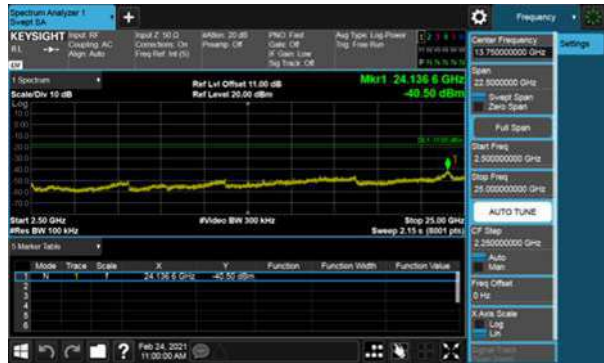 Spectrum Analyzer 1
Swept SA
Frequency
KEYSIGHT Input: RF
RL Coupling: AC
Align: Auto
Input Z: 50 Ω
Corrections: On
Freq Ref: Int (S)
#Atten: 20 dB
Preamp: Off
PNO: Fast
Gate: Off
IF Gain: Low
Sig Track: Off
Avg Type: Log-Power
Trig: Free Run
Center Frequency
13.750000000 GHz
Settings
Span
22.5000000 GHz
Swept Span
Zero Span
Full Span
Start Freq
2.500000000 GHz
Stop Freq
25.000000000 GHz
AUTO TUNE
CF Step
2.250000000 GHz
Auto
Man
Freq Offset
0 Hz
X Axis Scale
Log
Lin
1 Spectrum
Scale/Div 10 dB
Ref Lvl Offset 11.00 dB
Ref Level 20.00 dBm
Mkr1 24.136 6 GHz
-40.50 dBm
Log
10.0
0.00
1
Start 2.50 GHz
#Res BW 100 kHz
#Video BW 300 kHz
Stop 25.00 GHz
Sweep 2.15 s (8001 pts)
5 Marker Table
Mode Trace Scale X Y Function Function Width Function Value
1 N 1 f 24.136 6 GHz -40.50 dBm
2
3
4
5
6
? Feb 24, 2021
11:00:00 AM